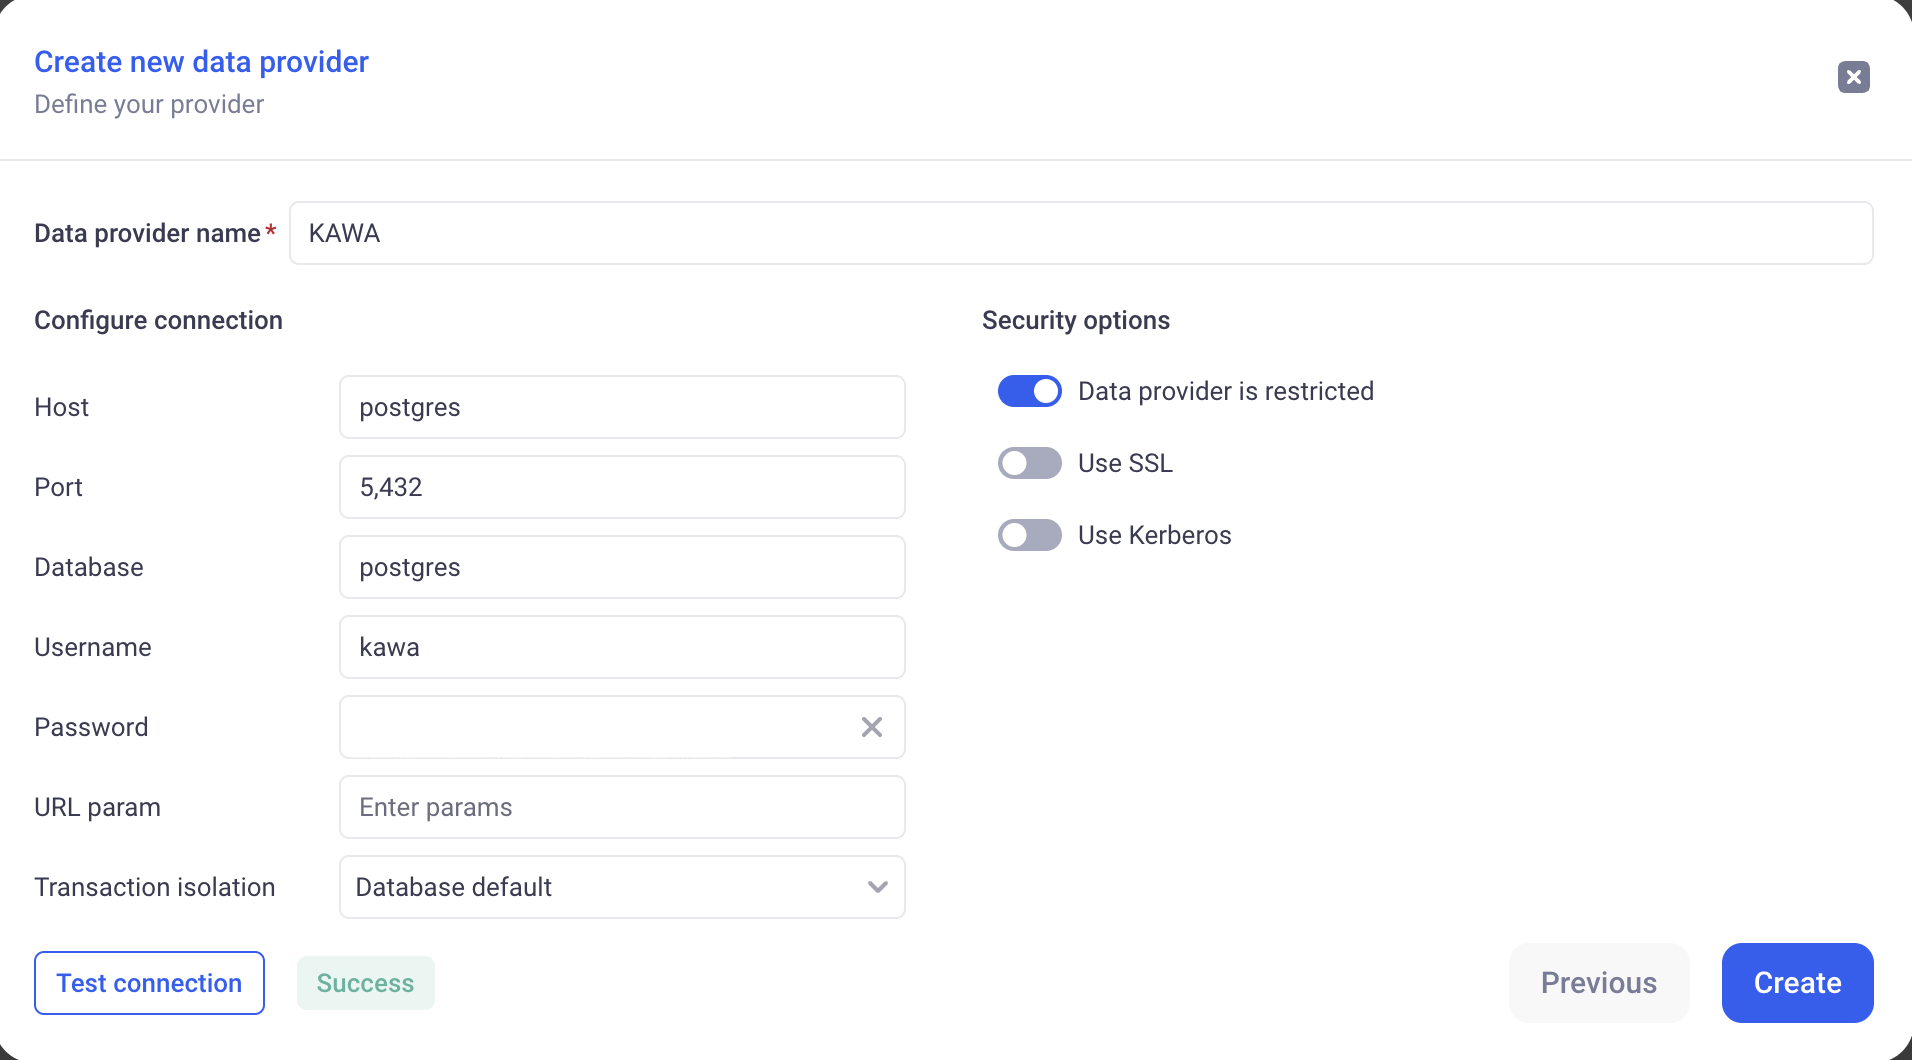 Create new data provider
Define your provider
Data provider name* KAWA
Configure connection
Host postgres
Port 5,432
Database postgres
Username kawa
Password
URL param Enter params
Transaction isolation Database default
Security options
Data provider is restricted
Use SSL
Use Kerberos
Test connection Success
Previous Create